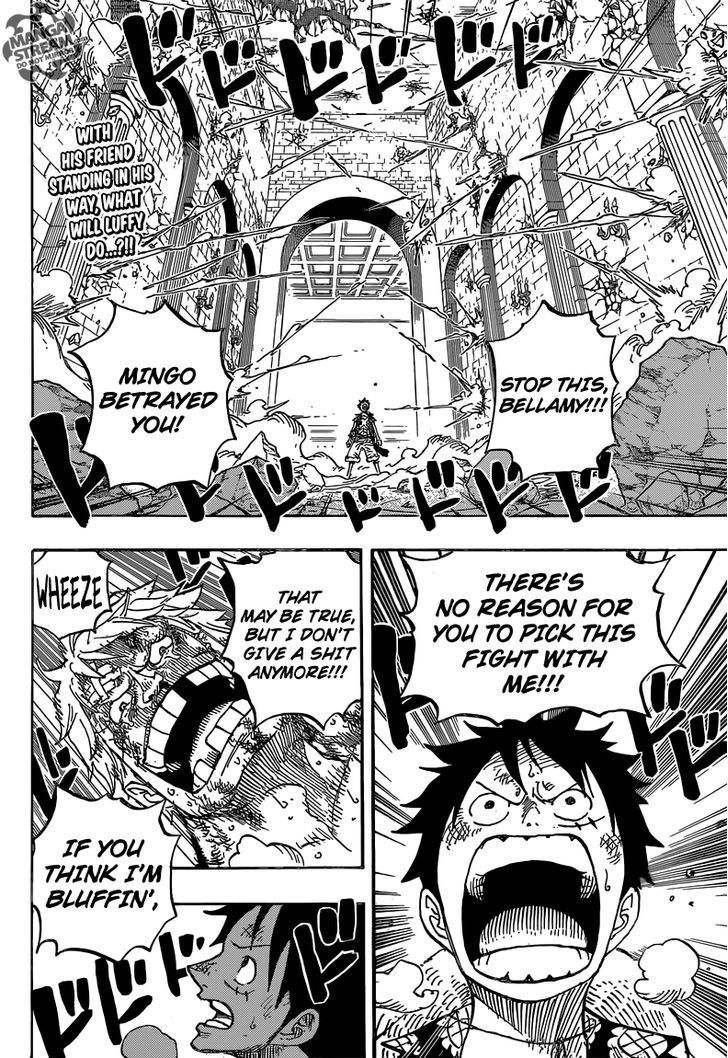 MANGA
STREAM
ドドドドドド
WITH
HIS FRIEND
STANDING IN HIS
WAY, WHAT
WILL LUFFY
DO...?!!
STOP THIS,
BELLAMY!!!
MINGO
BETRAYED
YOU!
ドドドドドドド
THERE'S
NO REASON FOR
YOU TO PICK THIS
FIGHT WITH
ME!!!
THAT
MAY BE TRUE,
BUT I DON'T
GIVE A SHIT
ANYMORE!!!
WHEEZE
IF YOU
THINK I'M
BLUFFIN',
ドドドド